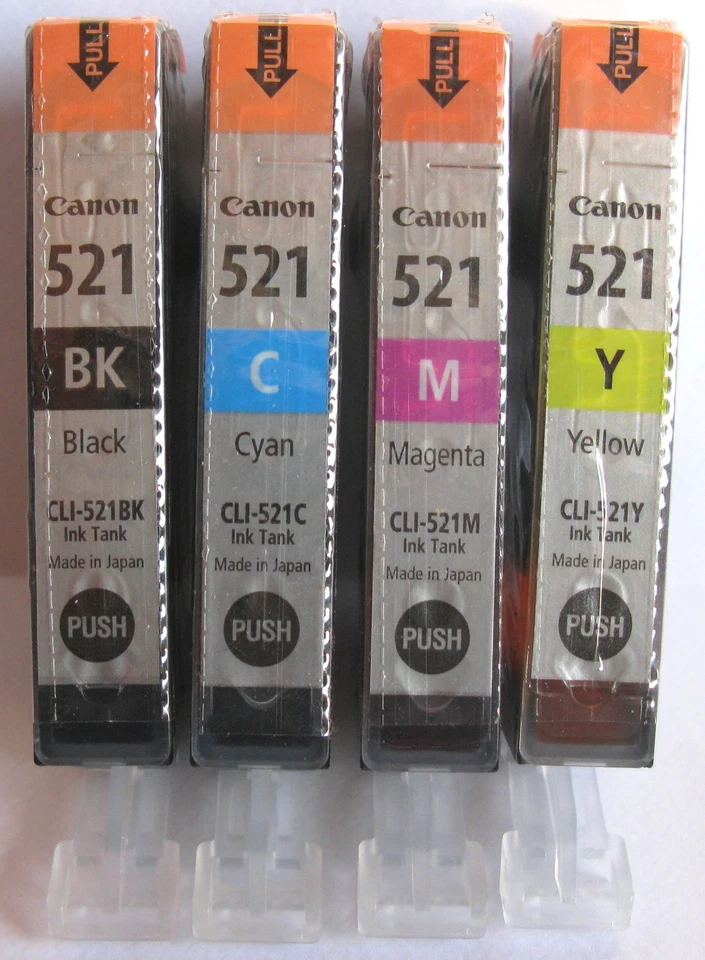 PULL
Canon
521
BK
Black
CLI-521BK
Ink Tank
Made in Japan
PUSH
PULL
Canon
521
C
Cyan
CLI-521C
Ink Tank
Made in Japan
PUSH
PULL
Canon
521
M
Magenta
CLI-521M
Ink Tank
Made in Japan
PUSH
PULL
Canon
521
Y
Yellow
CLI-521Y
Ink Tank
Made in Japan
PUSH